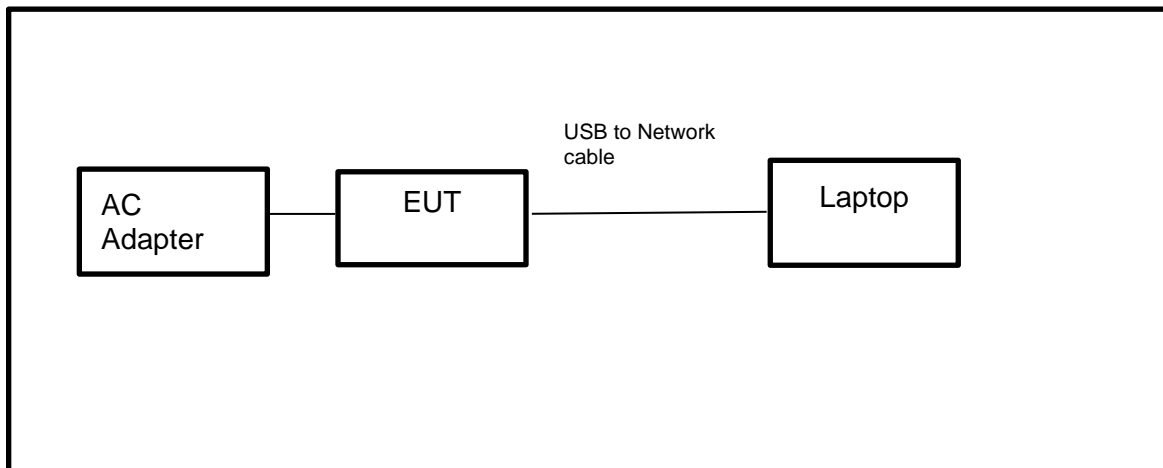 USB to Network
cable
AC
Adapter
EUT
Laptop